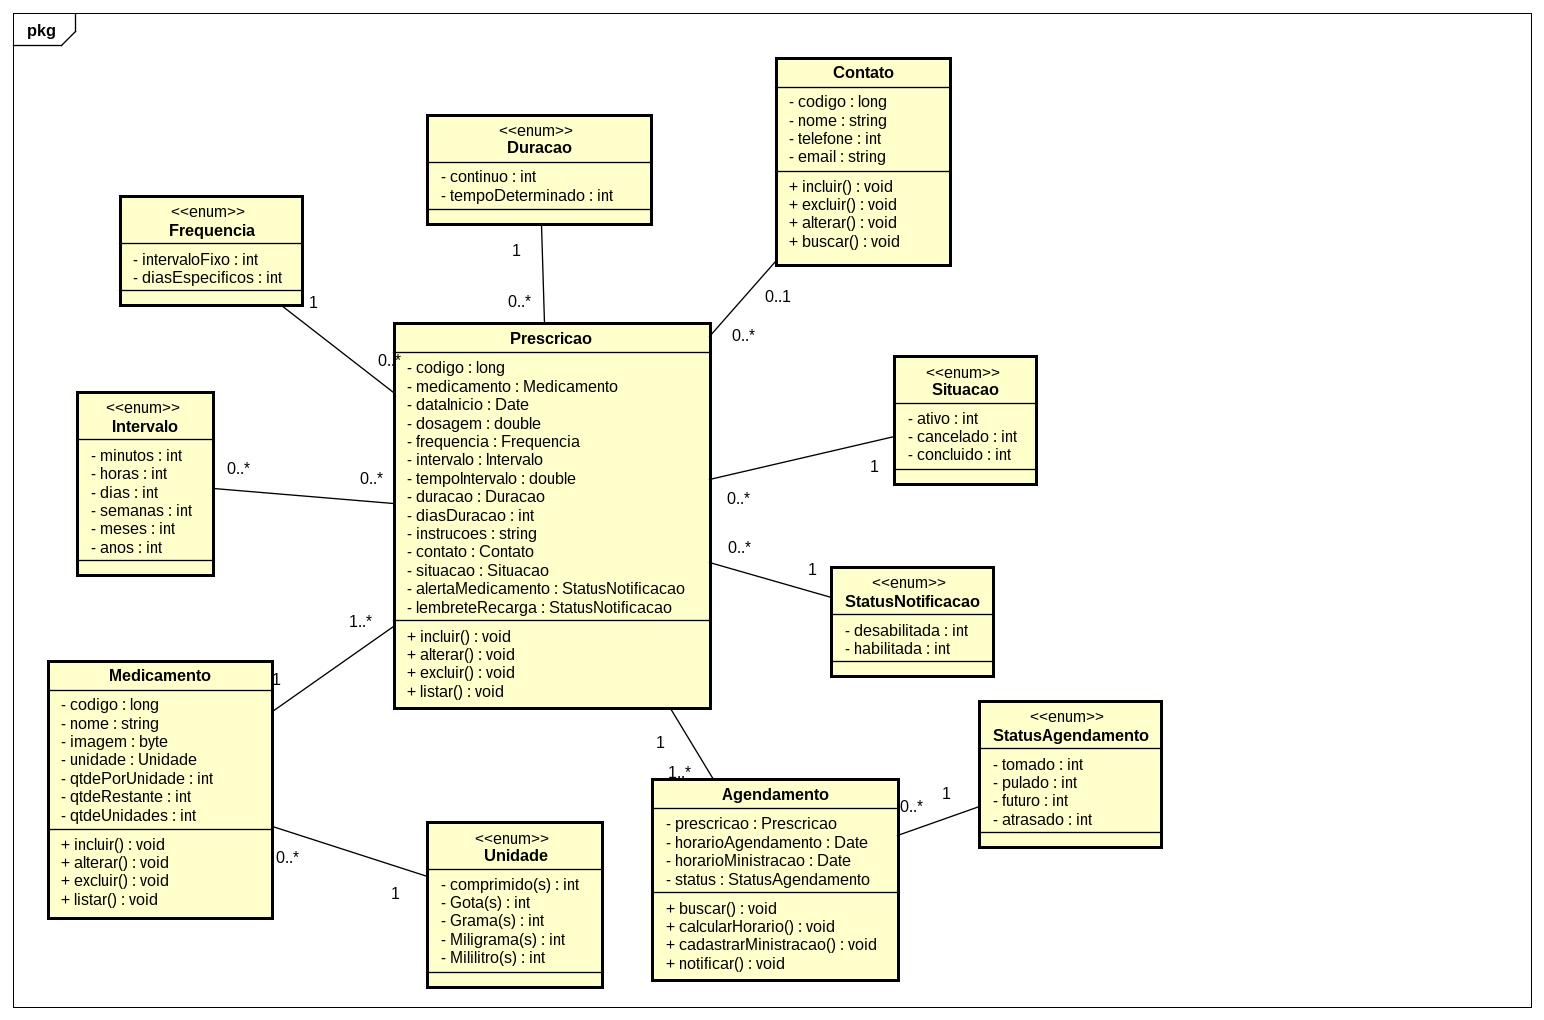 pkg
Contato
- codigo : long
- nome : string
- telefone : int
- email : string
+ incluir() : void
+ excluir() : void
+ alterar() : void
+ buscar() : void
0..1
0..*
<<enum>>
Duracao
- continuo : int
- tempoDeterminado : int
1
0..*
<<enum>>
Frequencia
- intervaloFixo : int
- diasEspecificos : int
1
0..*
Prescricao
- codigo : long
- medicamento : Medicamento
- dataInicio : Date
- dosagem : double
- frequencia : Frequencia
- intervalo : Intervalo
- tempoIntervalo : double
- duracao : Duracao
- diasDuracao : int
- instrucoes : string
- contato : Contato
- situacao : Situacao
- alertaMedicamento : StatusNotificacao
- lembreteRecarga : StatusNotificacao
+ incluir() : void
+ alterar() : void
+ excluir() : void
+ listar() : void
<<enum>>
Situacao
- ativo : int
- cancelado : int
- concluido : int
1
0..*
<<enum>>
Intervalo
- minutos : int
- horas : int
- dias : int
- semanas : int
- meses : int
- anos : int
0..*
0..*
0..*
1
<<enum>>
StatusNotificacao
- desabilitada : int
- habilitada : int
1..*
1
Medicamento
- codigo : long
- nome : string
- imagem : byte
- unidade : Unidade
- qtdePorUnidade : int
- qtdeRestante : int
- qtdeUnidades : int
+ incluir() : void
+ alterar() : void
+ excluir() : void
+ listar() : void
0..*
1
<<enum>>
Unidade
- comprimido(s) : int
- Gota(s) : int
- Grama(s) : int
- Miligrama(s) : int
- Mililitro(s) : int
1
1..*
Agendamento
- prescricao : Prescricao
- horarioAgendamento : Date
- horarioMinistracao : Date
- status : StatusAgendamento
+ buscar() : void
+ calcularHorario() : void
+ cadastrarMinistracao() : void
+ notificar() : void
0..*
1
<<enum>>
StatusAgendamento
- tomado : int
- pulado : int
- futuro : int
- atrasado : int